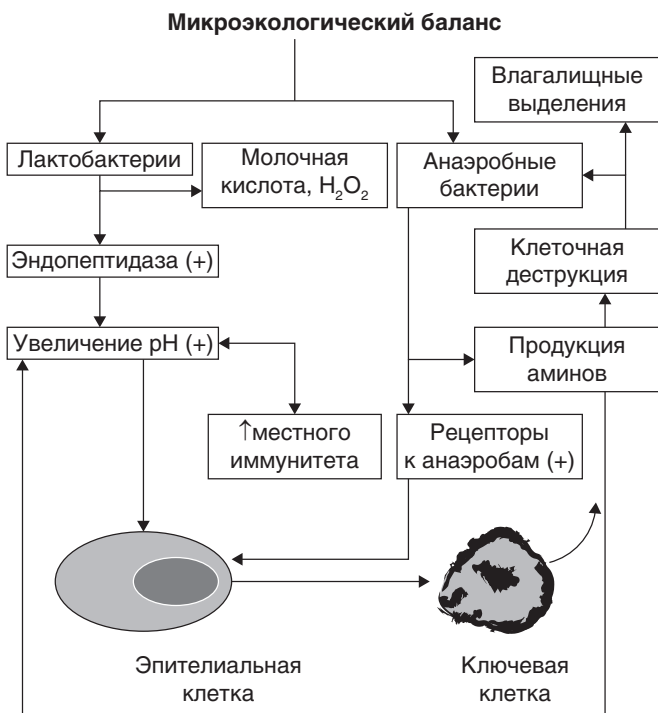 Микроэкологический баланс
Влагалищные
выделения
Лактобактерии
Молочная
кислота, H₂O₂
Анаэробные
бактерии
Эндопептидаза (+)
Клеточная
деструкция
Увеличение pH (+)
Продукция
аминов
↑местного
иммунитета
Рецепторы
к анаэробам (+)
Эпителиальная
клетка
Ключевая
клетка